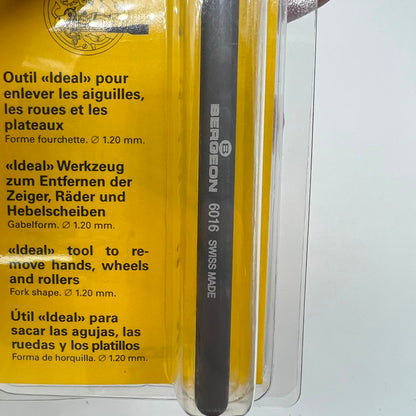 Outil «Ideal» pour
enlever les aiguilles,
les roues et les
plateaux
Forme fourchette. ∅ 1.20 mm.
«Ideal» Werkzeug
zum Entfernen der
Zeiger, Räder und
Hebelscheiben
Gabelform. ∅ 1.20 mm.
«Ideal» tool to re-
move hands, wheels
and rollers
Fork shape. ∅ 1.20 mm.
Útil «Ideal» para
sacar las agujas, las
ruedas y los platillos
Forma de horquilla. ∅ 1.20 mm.
B
BERGEON 6016 SWISS MADE